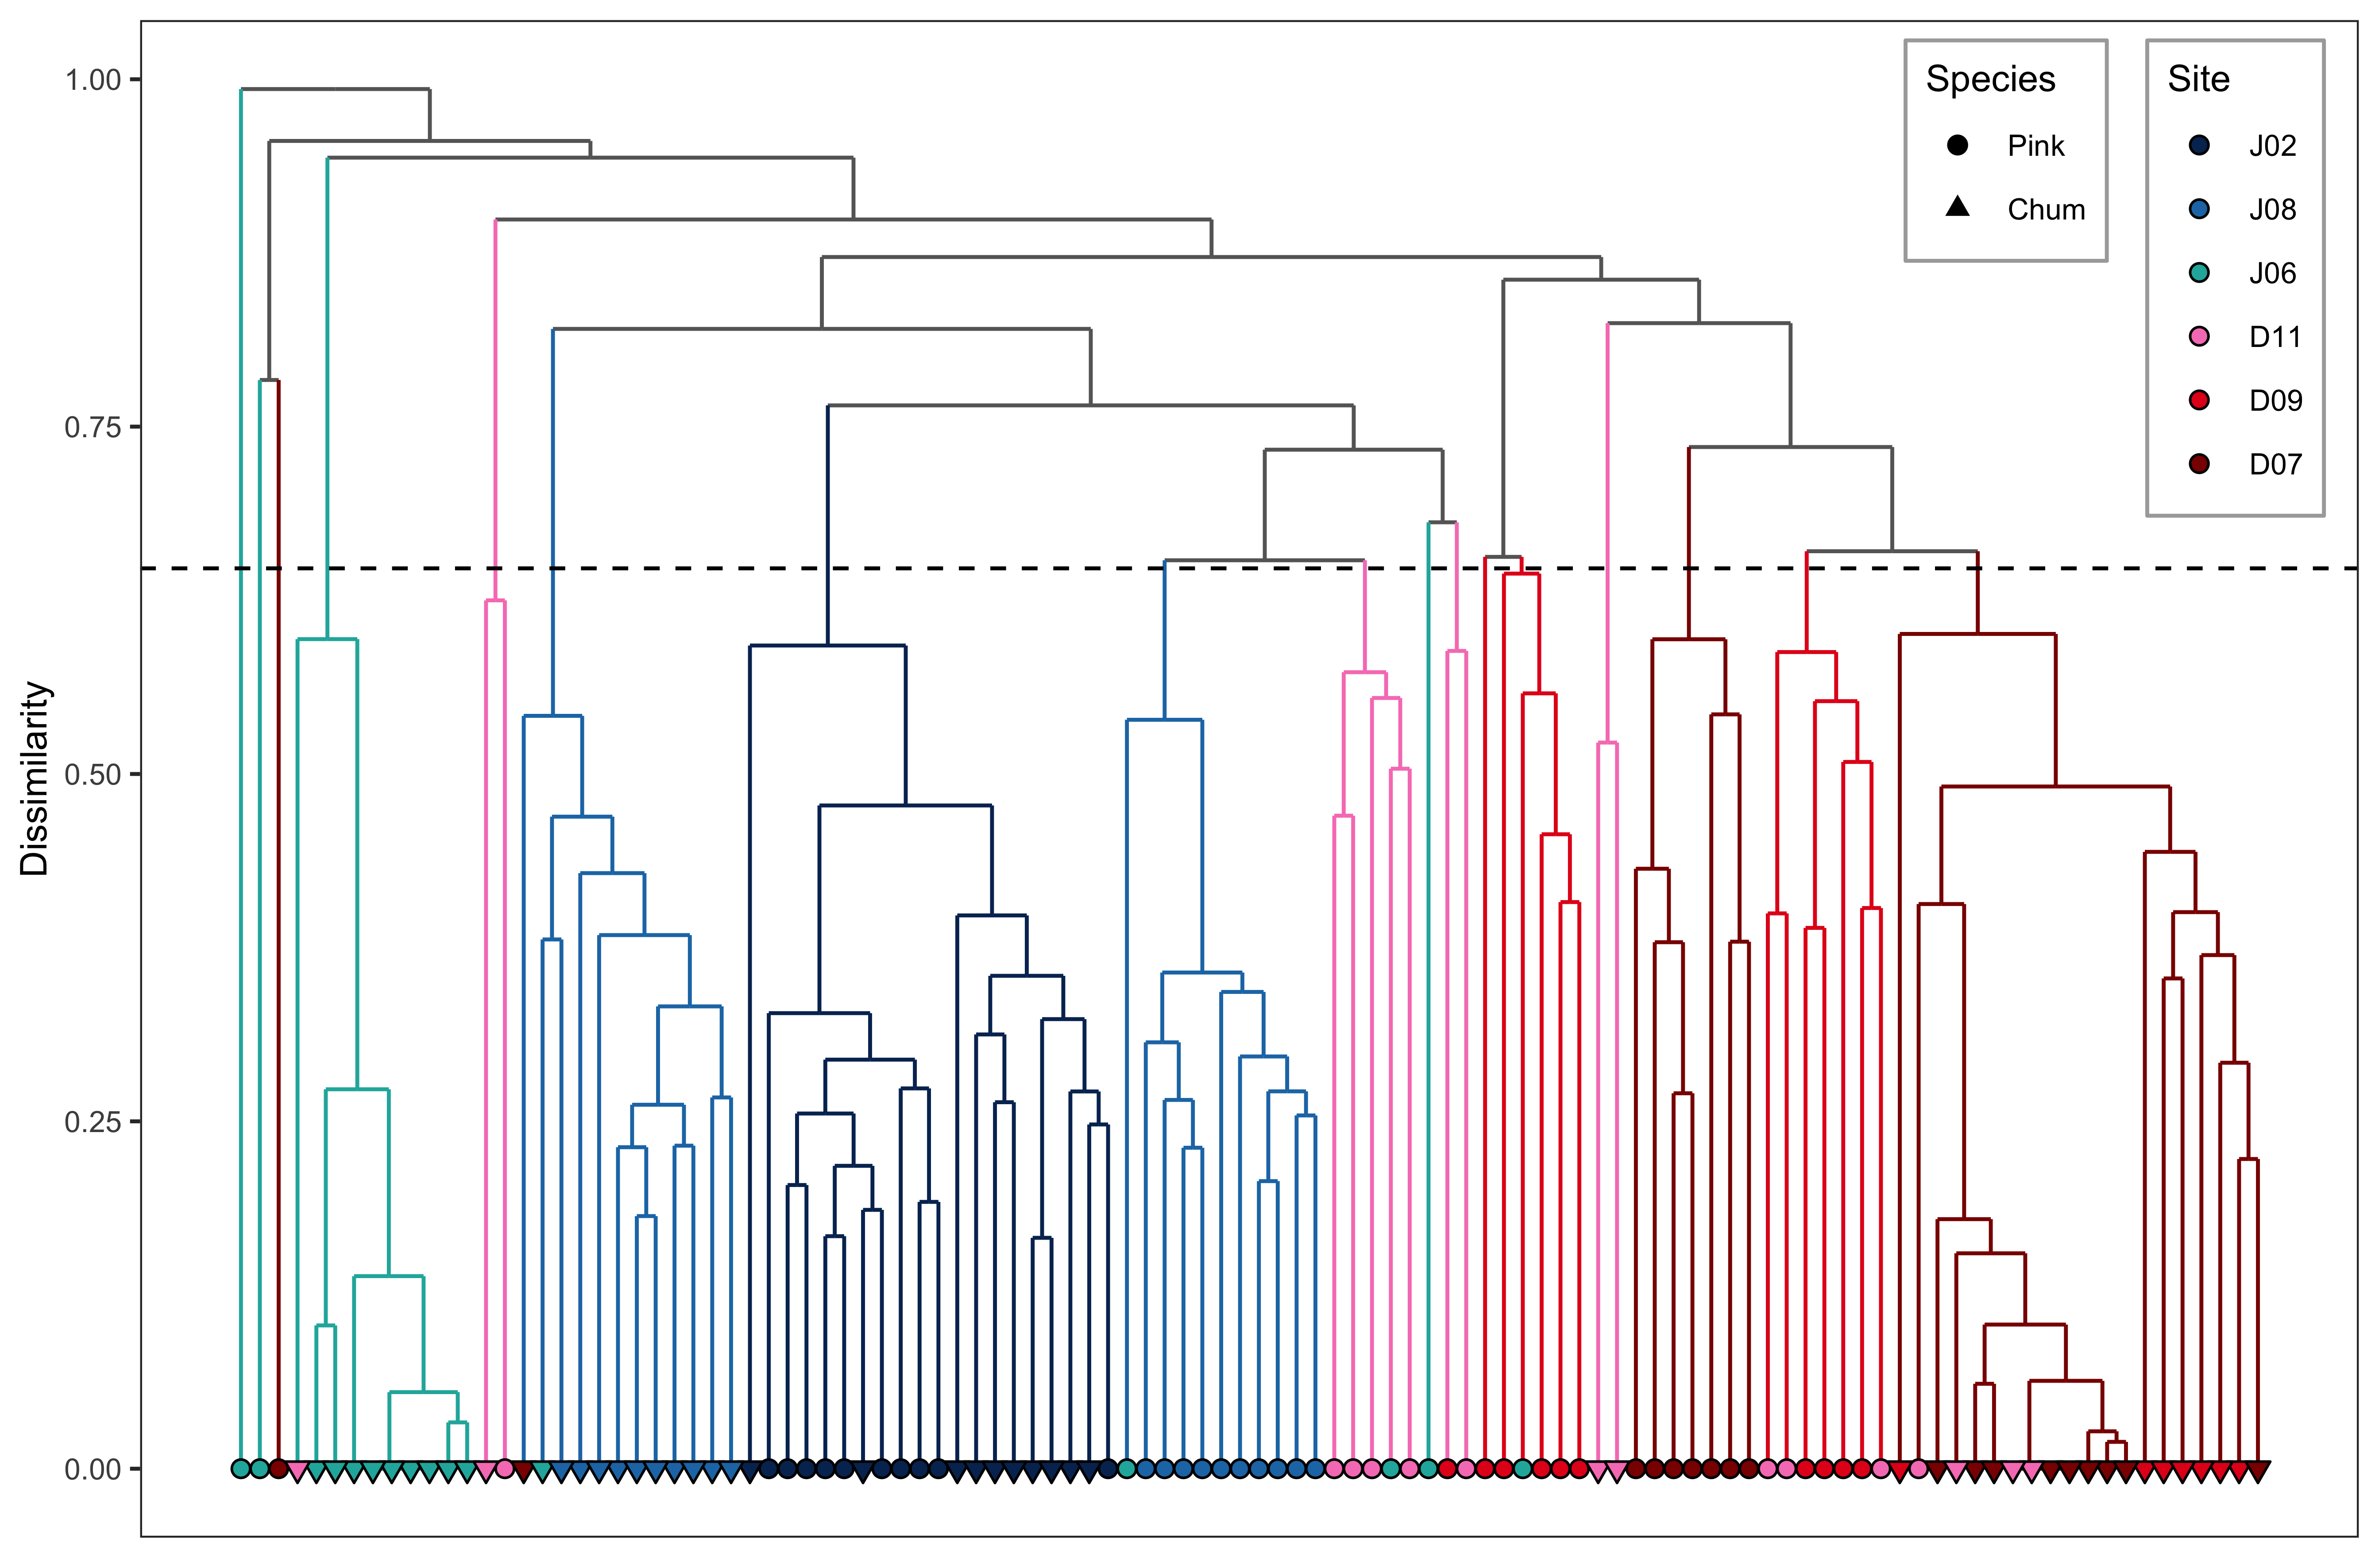 Dissimilarity
1.00
0.75
0.50
0.25
0.00
Species
Pink
Chum
Site
J02
J08
J06
D11
D09
D07